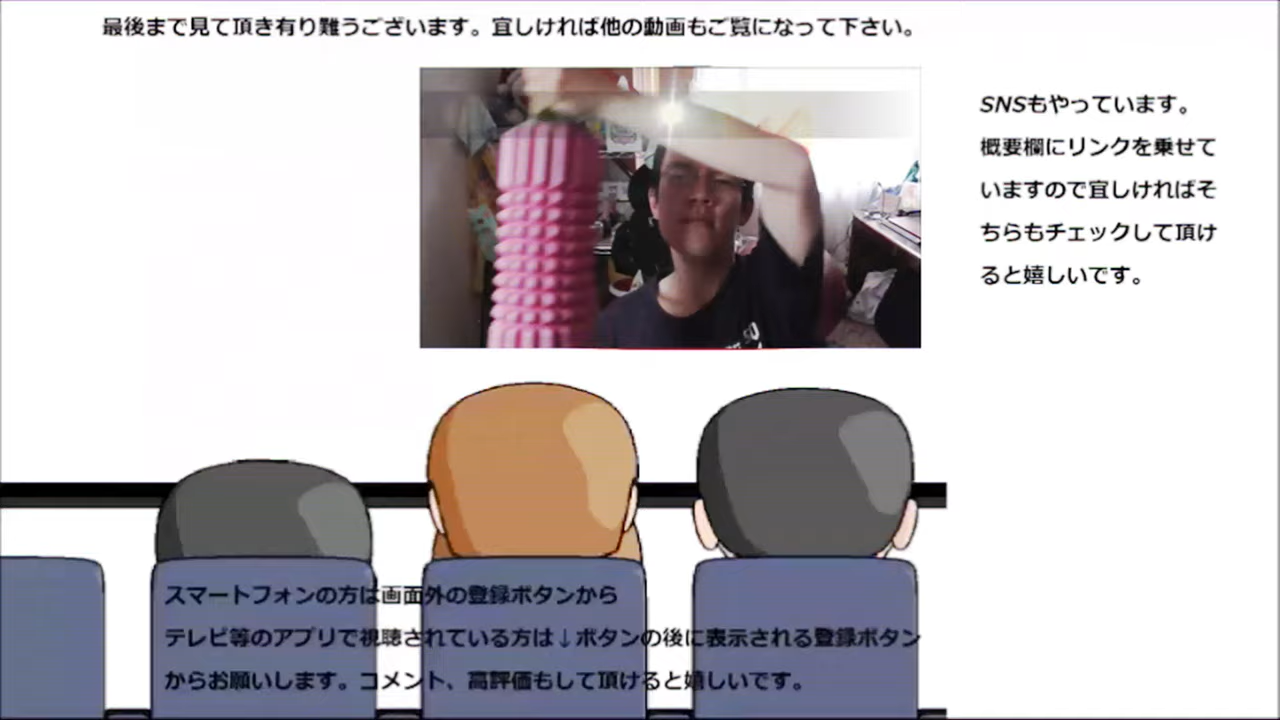 最後まで見て頂き有り難うございます。宜しければ他の動画もご覧になって下さい。
SNSもやっています。
概要欄にリンクを乗せて
いますので宜しければそ
ちらもチェックして頂け
ると嬉しいです。
スマートフォンの方は画面外の登録ボタンから
テレビ等のアプリで視聴されている方は↓ボタンの後に表示される登録ボタン
からお願いします。コメント、高評価もして頂けると嬉しいです。